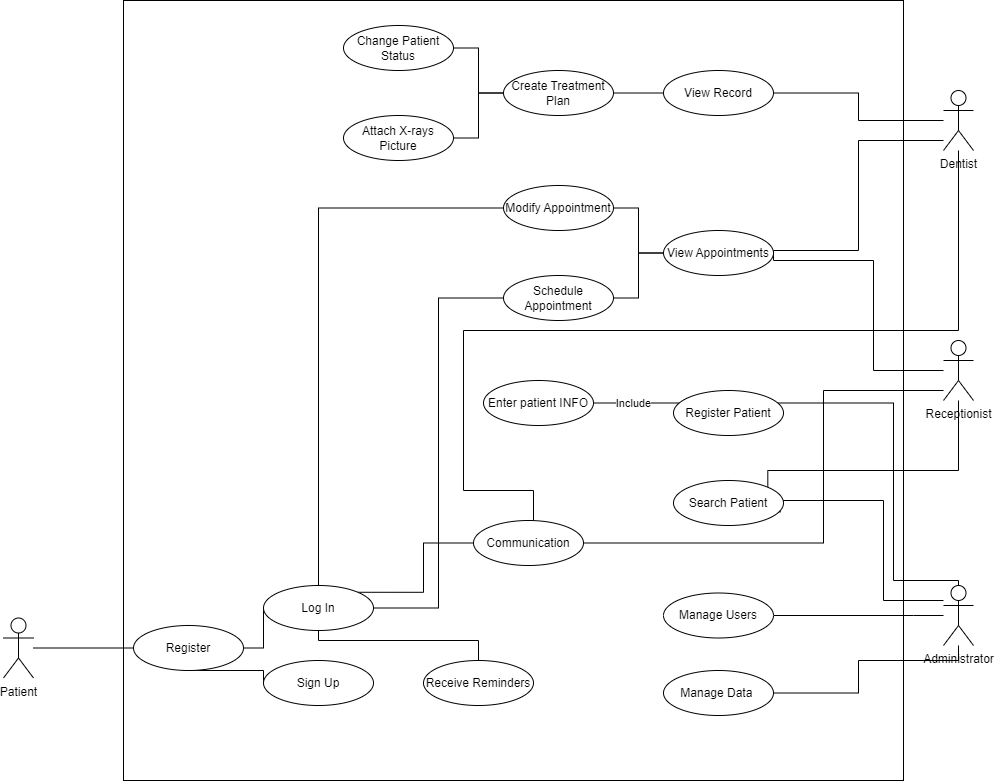 Change Patient
Status
Create Treatment
Plan
View Record
Attach X-rays
Picture
Dentist
Modify Appointment
View Appointments
Schedule
Appointment
Enter patient INFO
Include
Register Patient
Receptionist
Search Patient
Communication
Log In
Manage Users
Register
Administrator
Patient
Sign Up
Receive Reminders
Manage Data